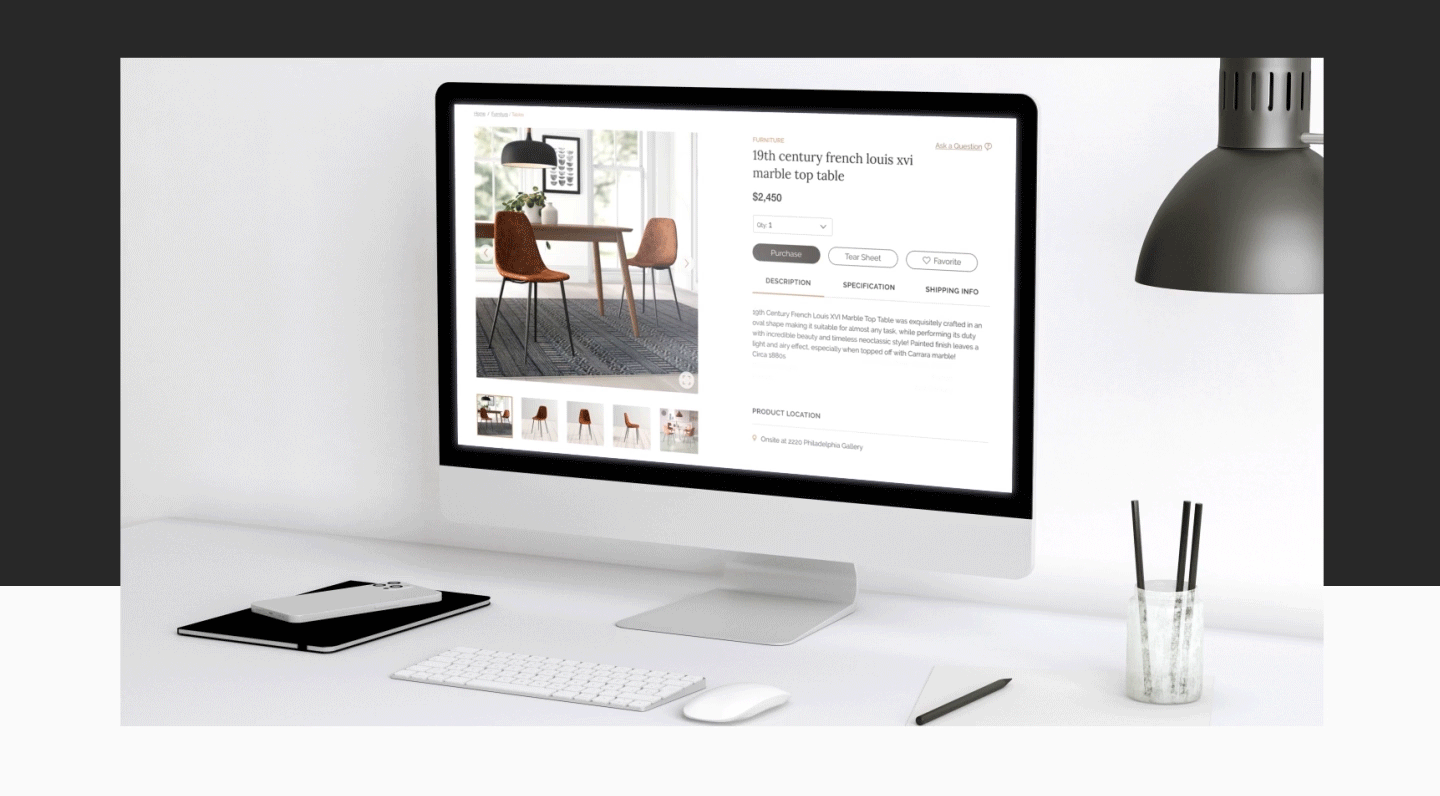 Home / Furniture / Tables
FURNITURE
Ask a Question
19th century french louis xvi
marble top table
$2,450
Qty: 1
Purchase
Tear Sheet
Favorite
DESCRIPTION
SPECIFICATION
SHIPPING INFO
19th Century French Louis XVI Marble Top Table was exquisitely crafted in an
oval shape making it suitable for almost any task, while performing its duty
with incredible beauty and timeless neoclassic style! Painted finish leaves a
light and airy effect, especially when topped off with Carrara marble!
Circa 1880s
PRODUCT LOCATION
Onsite at 2220 Philadelphia Gallery